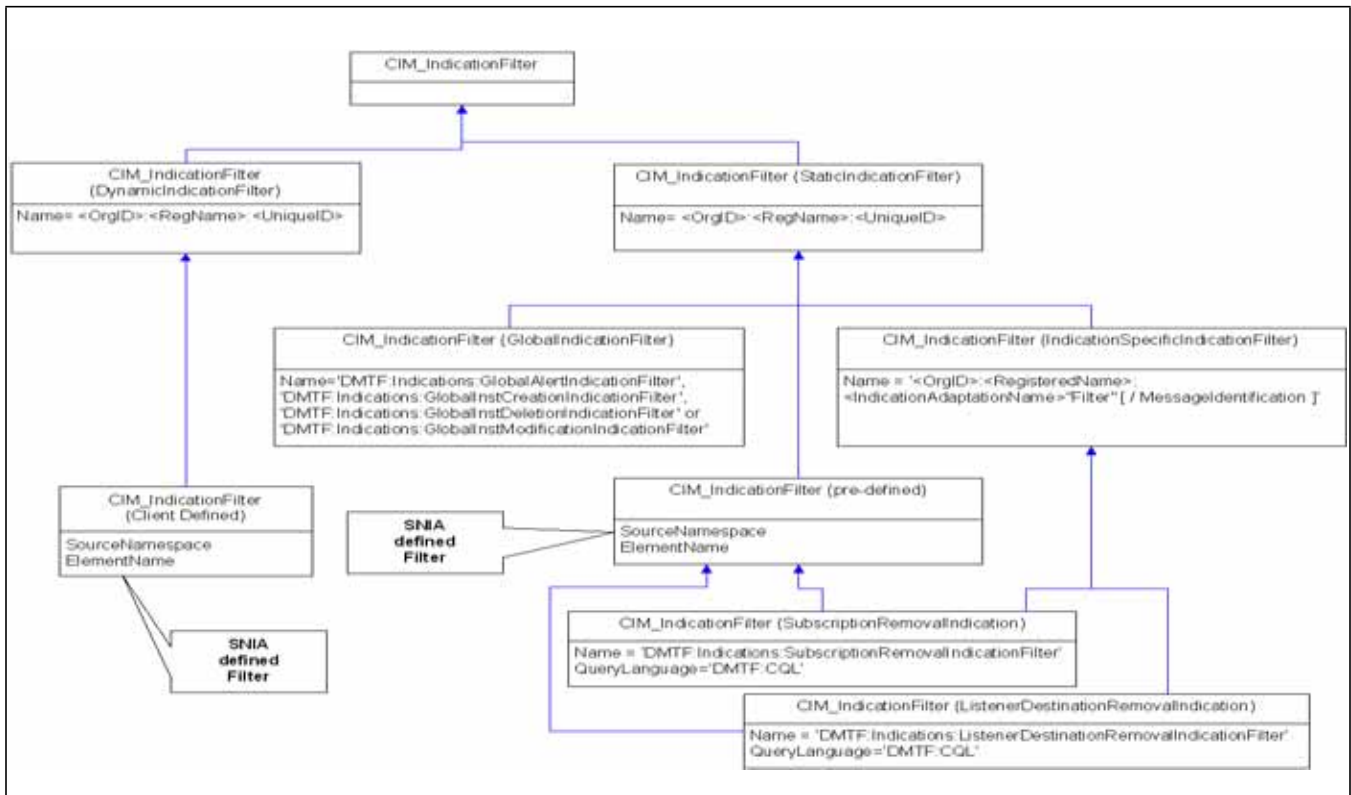 CIM_IndicationFilter
CIM_IndicationFilter
(DynamicIndicationFilter)
Name= <OrgID>:<RegName>:<UniqueID>
CIM_IndicationFilter (StaticIndicationFilter)
Name= <OrgID>:<RegName>:<UniqueID>
CIM_IndicationFilter (GlobalIndicationFilter)
Name='DMTF:Indications:GlobalAlertIndicationFilter',
'DMTF:Indications:GlobalInstCreationIndicationFilter',
'DMTF:Indications:GlobalInstDeletionIndicationFilter' or
'DMTF:Indications:GlobalInstModificationIndicationFilter'
CIM_IndicationFilter (IndicationSpecificIndicationFilter)
Name = '<OrgID>:<RegisteredName>:
<IndicationAdaptationName>"Filter" [ / MessageIdentification ]'
CIM_IndicationFilter
(Client Defined)
SourceNamespace
ElementName
SNIA
defined
Filter
CIM_IndicationFilter (pre-defined)
SourceNamespace
ElementName
SNIA
defined
Filter
CIM_IndicationFilter (SubscriptionRemovalIndication)
Name = 'DMTF:Indications:SubscriptionRemovalIndicationFilter'
QueryLanguage='DMTF:CQL'
CIM_IndicationFilter (ListenerDestinationRemovalIndication)
Name = 'DMTF:Indications:ListenerDestinationRemovalIndicationFilter'
QueryLanguage='DMTF:CQL'